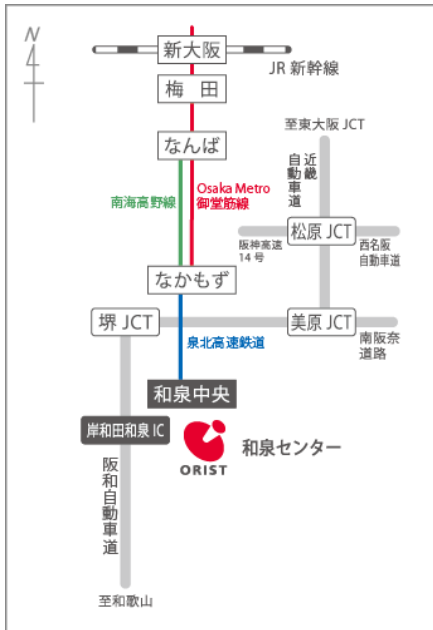 N
新大阪
JR 新幹線
梅 田
至東大阪 JCT
なんば
近畿
自動車道
南海高野線
Osaka Metro
御堂筋線
阪神高速
14 号
松原 JCT
西名阪
自動車道
なかもず
堺 JCT
美原 JCT
泉北高速鉄道
南阪奈
道路
和泉中央
岸和田和泉 IC
和泉センター
ORIST
阪和自動車道
至和歌山